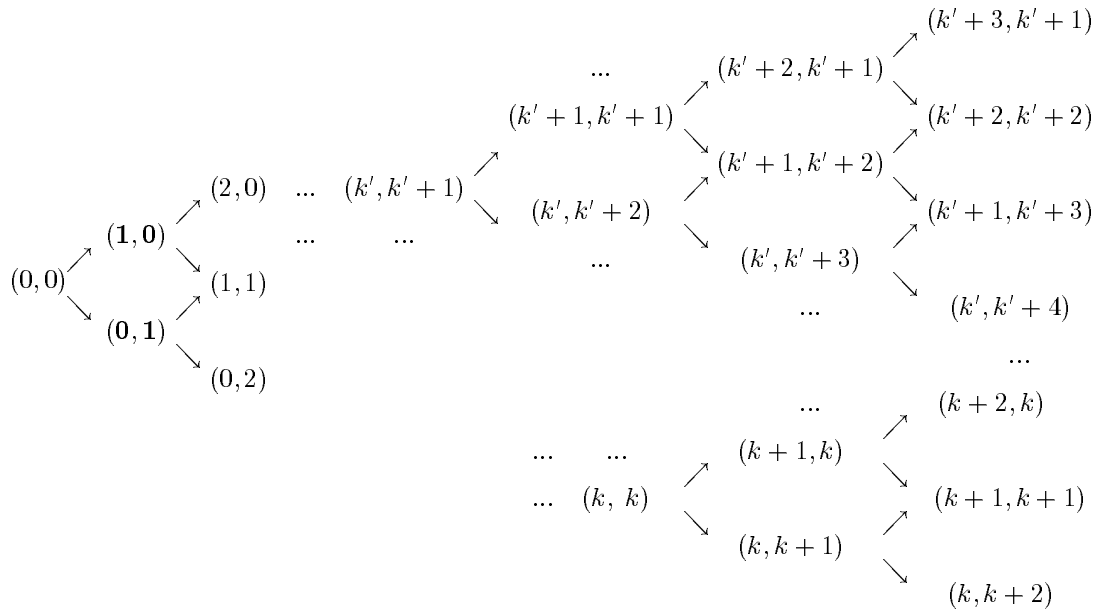 (k′ + 3, k′ + 1)
... (k′ + 2, k′ + 1)
(k′ + 1, k′ + 1) (k′ + 2, k′ + 2)
(k′ + 1, k′ + 2)
(2, 0) ... (k′, k′ + 1)
(k′, k′ + 2) (k′ + 1, k′ + 3)
(1, 0) ... ...
... (k′, k′ + 3)
(0, 0) (1, 1)
... (k′, k′ + 4)
(0, 1)
...
(0, 2)
... (k + 2, k)
... ... (k + 1, k)
... (k, k) (k + 1, k + 1)
(k, k + 1)
(k, k + 2)